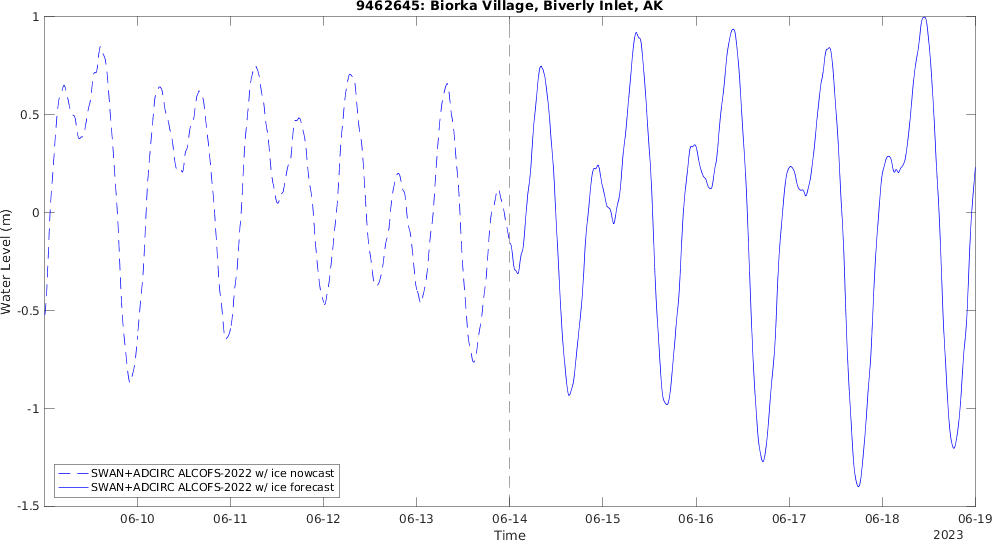 9462645: Biorka Village, Biverly Inlet, AK
1
0.5
0
-0.5
-1
-1.5
Water Level (m)
SWAN+ADCIRC ALCOFS-2022 w/ ice nowcast
SWAN+ADCIRC ALCOFS-2022 w/ ice forecast
06-10 06-11 06-12 06-13 06-14 06-15 06-16 06-17 06-18 06-19
Time
2023